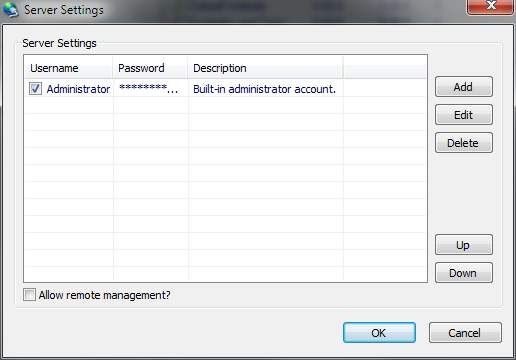 Server Settings
Server Settings
Username Password Description
Administrator ********... Built-in administrator account.
Add
Edit
Delete
Up
Down
Allow remote management?
OK Cancel